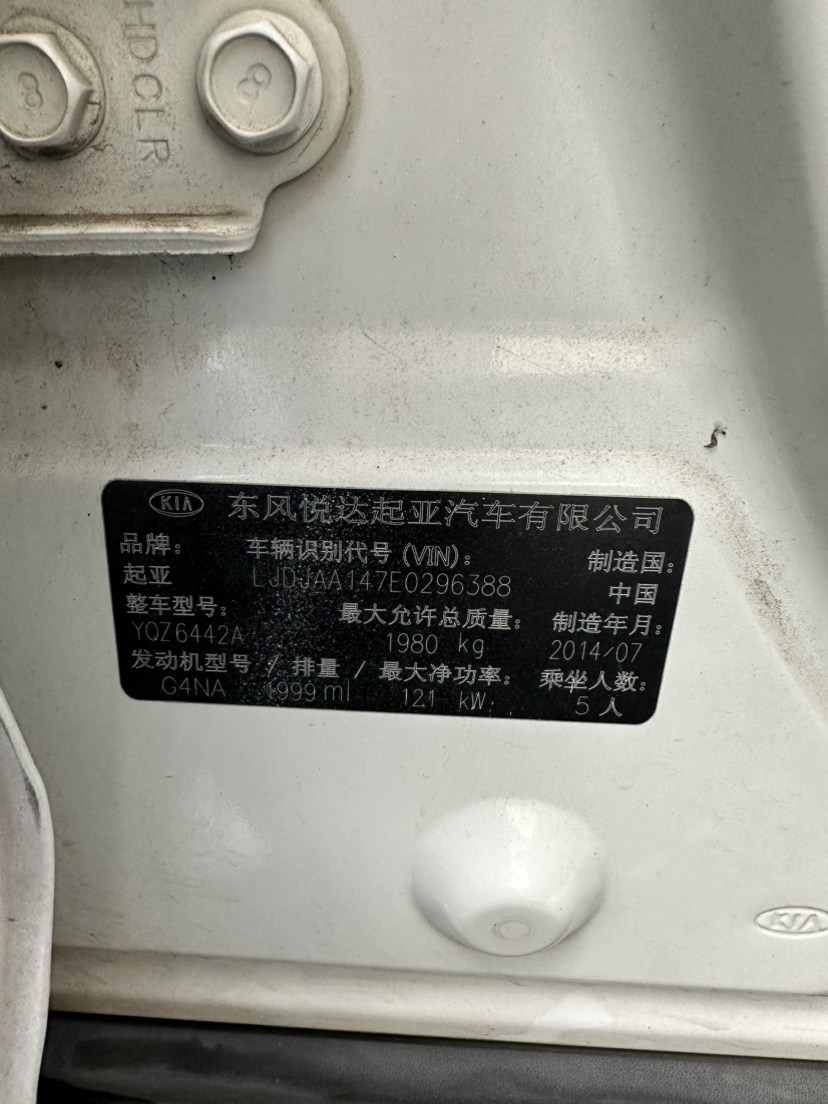 HDCLR
8
8
KIA 东风悦达起亚汽车有限公司
品牌: 车辆识别代号 (VIN): 制造国:
起亚 LJDJAA147E0296388 中国
整车型号: 最大允许总质量: 制造年月:
YQZ6442A 1980 kg 2014/07
发动机型号 / 排量 / 最大净功率: 乘坐人数:
G4NA 1999 ml 121 kW 5 人
KIA